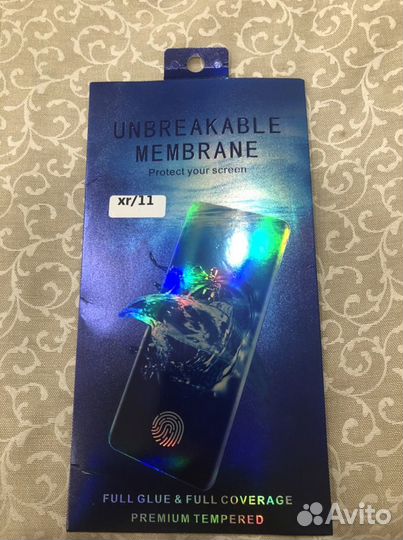 UNBREAKABLE
MEMBRANE
Protect your screen
xr/11
FULL GLUE & FULL COVERAGE
PREMIUM TEMPERED
Avito